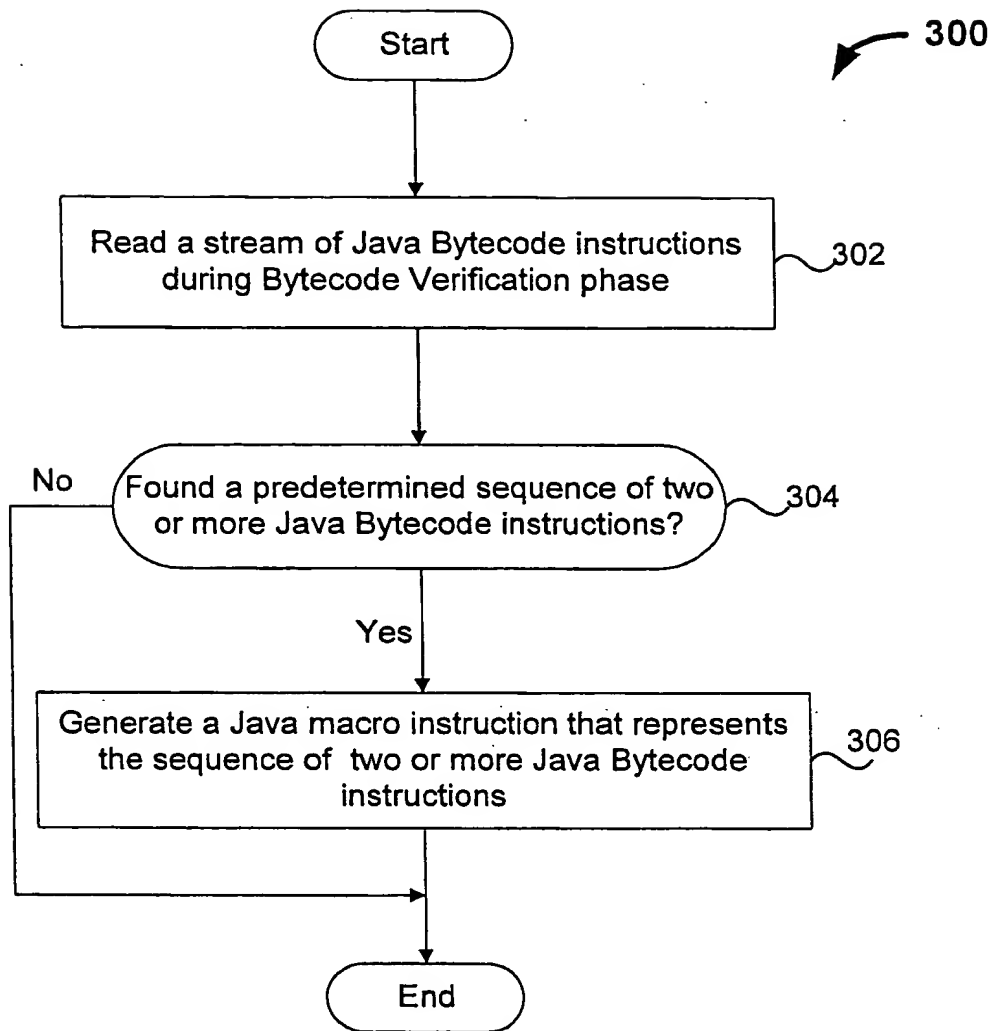 Start
300
Read a stream of Java Bytecode instructions
during Bytecode Verification phase
302
No
Found a predetermined sequence of two
or more Java Bytecode instructions?
304
Yes
Generate a Java macro instruction that represents
the sequence of two or more Java Bytecode
instructions
306
End